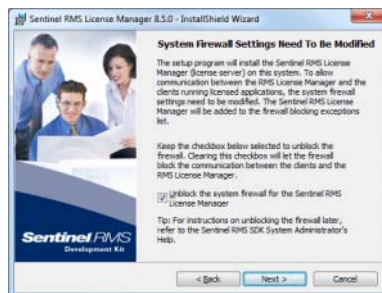 Sentinel RMS License Manager 8.5.0 - InstallShield Wizard
System Firewall Settings Need To Be Modified
The setup program will install the Sentinel RMS License
Manager (license server) on this system. To allow
communication between the RMS License Manager and the
clients running licensed applications, the system firewall
settings need to be modified. The Sentinel RMS License
Manager will be added to the firewall blocking exceptions
list.
Keep the checkbox below selected to unblock the
firewall. Clearing this checkbox will let the firewall
block the communication between the clients and the
RMS License Manager.
Unblock the system firewall for the Sentinel RMS
License Manager
Tip: For instructions on unblocking the firewall later,
refer to the Sentinel RMS SDK System Administrator's
Help.
Sentinel RMS
Development Kit
< Back
Next >
Cancel